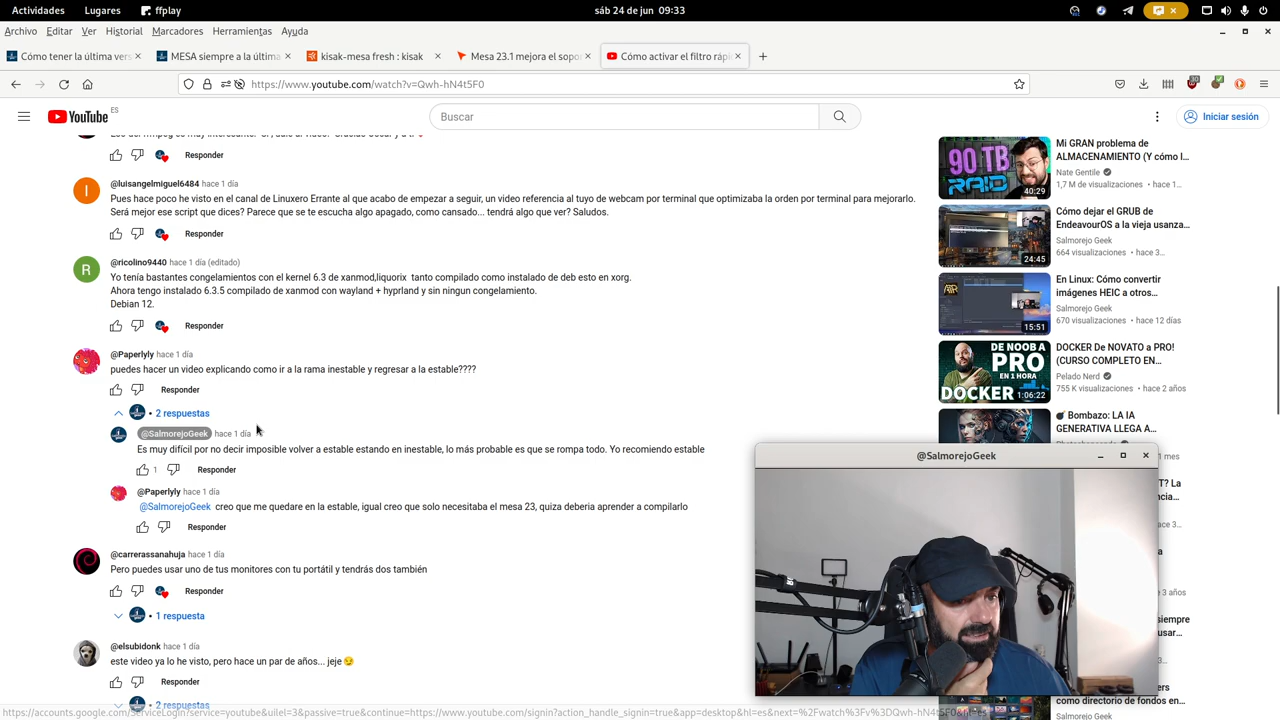 Actividades
Lugares
ffplay
sáb 24 de jun 09:33
Archivo
Editar
Ver
Historial
Marcadores
Herramientas
Ayuda
Cómo tener la última vers
MESA siempre a la última
kisak-mesa fresh : kisak
Mesa 23.1 mejora el sopor
Cómo activar el filtro rápi
https://www.youtube.com/watch?v=Qwh-hN4t5F0
YouTube
ES
Buscar
Iniciar sesión
Responder
@luisangelmiguel6484 hace 1 día
Pues hace poco he visto en el canal de Linuxero Errante al que acabo de empezar a seguir, un video referencia al tuyo de webcam por terminal que optimizaba la orden por terminal para mejorarlo.
Será mejor ese script que dices? Parece que se te escucha algo apagado, como cansado... tendrá algo que ver? Saludos.
Responder
@ricolino9440 hace 1 día (editado)
Yo tenía bastantes congelamientos con el kernel 6.3 de xanmod,liquorix tanto compilado como instalado de deb esto en xorg.
Ahora tengo instalado 6.3.5 compilado de xanmod con wayland + hyprland y sin ningun congelamiento.
Debian 12.
Responder
@Paperlyly hace 1 día
puedes hacer un video explicando como ir a la rama inestable y regresar a la estable????
Responder
2 respuestas
@SalmorejoGeek hace 1 día
Es muy difícil por no decir imposible volver a estable estando en inestable, lo más probable es que se rompa todo. Yo recomiendo estable
1
Responder
@Paperlyly hace 1 día
@SalmorejoGeek creo que me quedare en la estable, igual creo que solo necesitaba el mesa 23, quiza deberia aprender a compilarlo
Responder
@carrerassanahuja hace 1 día
Pero puedes usar uno de tus monitores con tu portátil y tendrás dos también
Responder
1 respuesta
@elsubidonk hace 1 día
este video ya lo he visto, pero hace un par de años... jeje
Responder
2 respuestas
90 TB
RAID
40:29
Mi GRAN problema de
ALMACENAMIENTO (Y cómo l...
Nate Gentile
1,7 M de visualizaciones • hace 1...
24:45
Cómo dejar el GRUB de
EndeavourOS a la vieja usanza...
Salmorejo Geek
664 visualizaciones • hace 3...
15:51
En Linux: Cómo convertir
imágenes HEIC a otros...
Salmorejo Geek
670 visualizaciones • hace 12 días
DE NOOB A
PRO
EN 1 HORA
DOCKER
1:06:22
DOCKER De NOVATO a PRO!
(CURSO COMPLETO EN...
Pelado Nerd
755 K visualizaciones • hace 2 años
Bombazo: LA IA
GENERATIVA LLEGA A...
@SalmorejoGeek
Salmorejo Geek